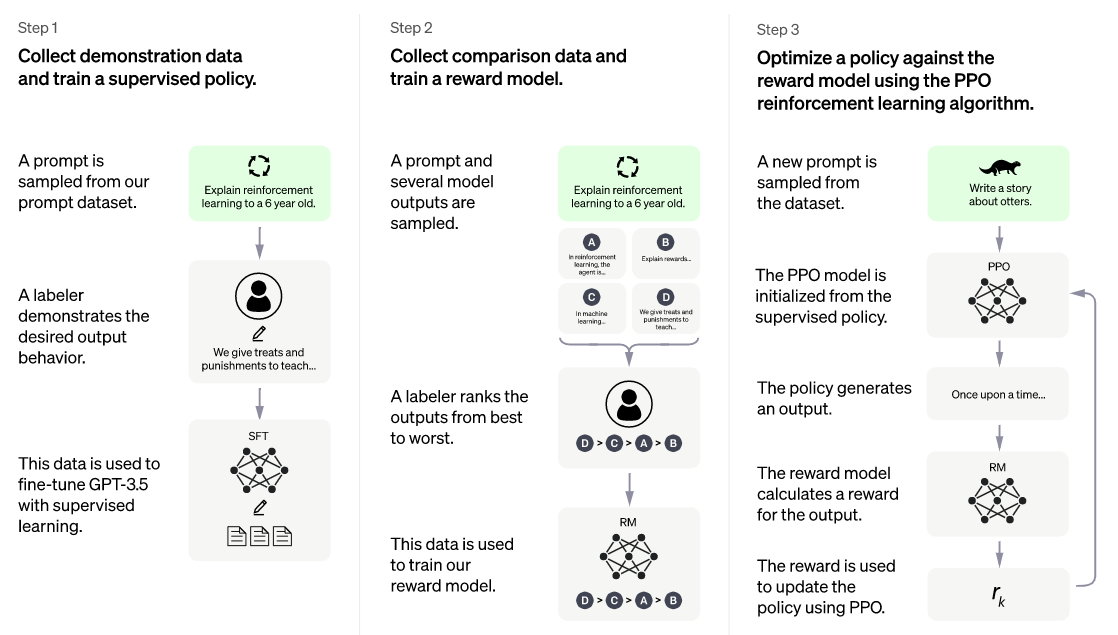 Step 1
Collect demonstration data
and train a supervised policy.
A prompt is
sampled from our
prompt dataset.
Explain reinforcement
learning to a 6 year old.
A labeler
demonstrates the
desired output
behavior.
We give treats and
punishments to teach...
This data is used to
fine-tune GPT-3.5
with supervised
learning.
SFT
Step 2
Collect comparison data and
train a reward model.
A prompt and
several model
outputs are
sampled.
Explain reinforcement
learning to a 6 year old.
A
In reinforcement
learning, the
agent is...
B
Explain rewards...
C
In machine
learning...
D
We give treats and
punishments to
teach...
A labeler ranks the
outputs from best
to worst.
D > C > A > B
This data is used
to train our
reward model.
RM
D > C > A > B
Step 3
Optimize a policy against the
reward model using the PPO
reinforcement learning algorithm.
A new prompt is
sampled from
the dataset.
Write a story
about otters.
The PPO model is
initialized from the
supervised policy.
PPO
The policy generates
an output.
Once upon a time...
The reward model
calculates a reward
for the output.
RM
The reward is used
to update the
policy using PPO.
rk